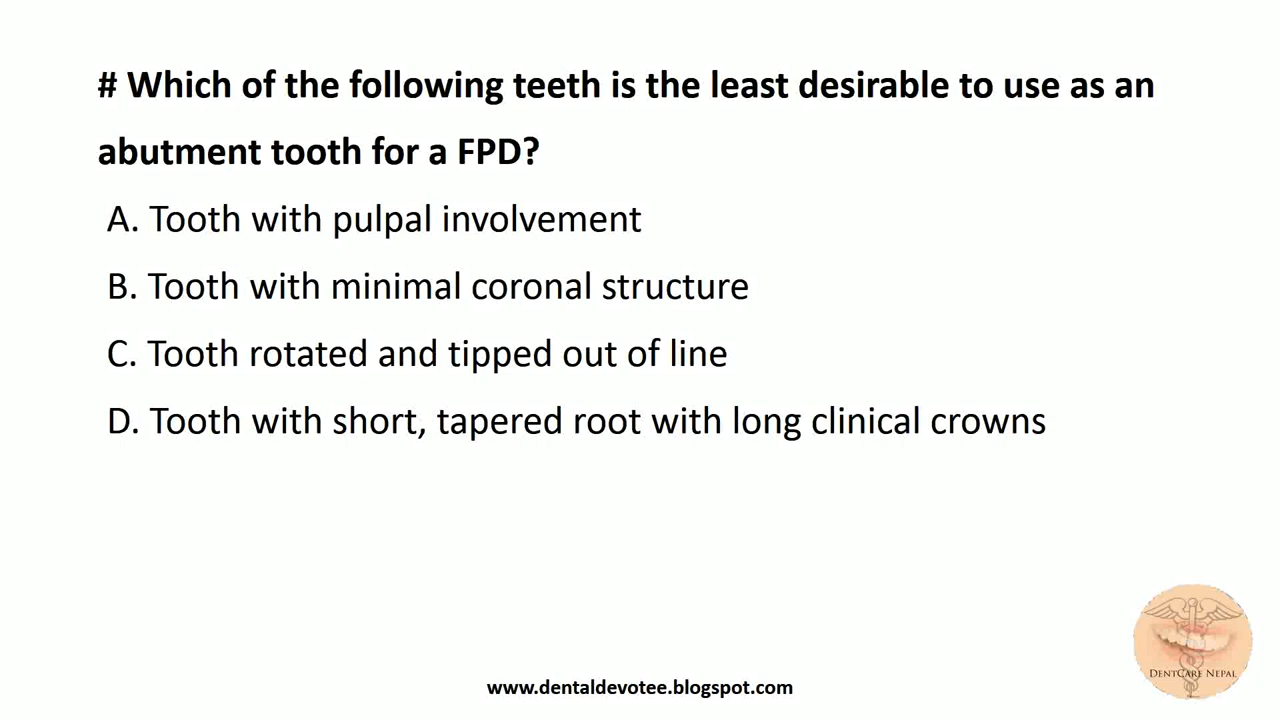 # Which of the following teeth is the least desirable to use as an
abutment tooth for a FPD?
A. Tooth with pulpal involvement
B. Tooth with minimal coronal structure
C. Tooth rotated and tipped out of line
D. Tooth with short, tapered root with long clinical crowns
DENTCARE NEPAL
www.dentaldevotee.blogspot.com